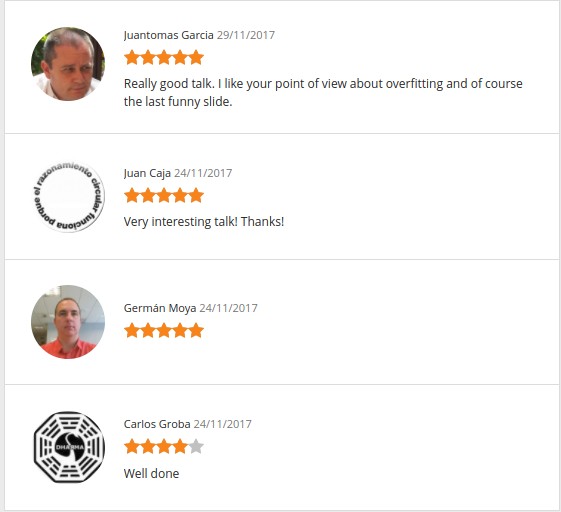 Juantomas Garcia 29/11/2017
Really good talk. I like your point of view about overfitting and of course
the last funny slide.
el razonamiento circular funciona porque
Juan Caja 24/11/2017
Very interesting talk! Thanks!
Germán Moya 24/11/2017
DHARMA
Carlos Groba 24/11/2017
Well done